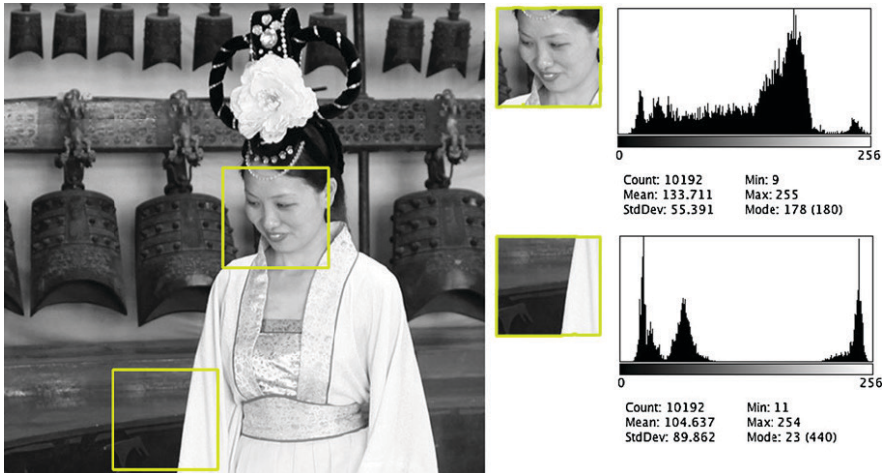 0 256
Count: 10192 Min: 9
Mean: 133.711 Max: 255
StdDev: 55.391 Mode: 178 (180)
0 256
Count: 10192 Min: 11
Mean: 104.637 Max: 254
StdDev: 89.862 Mode: 23 (440)